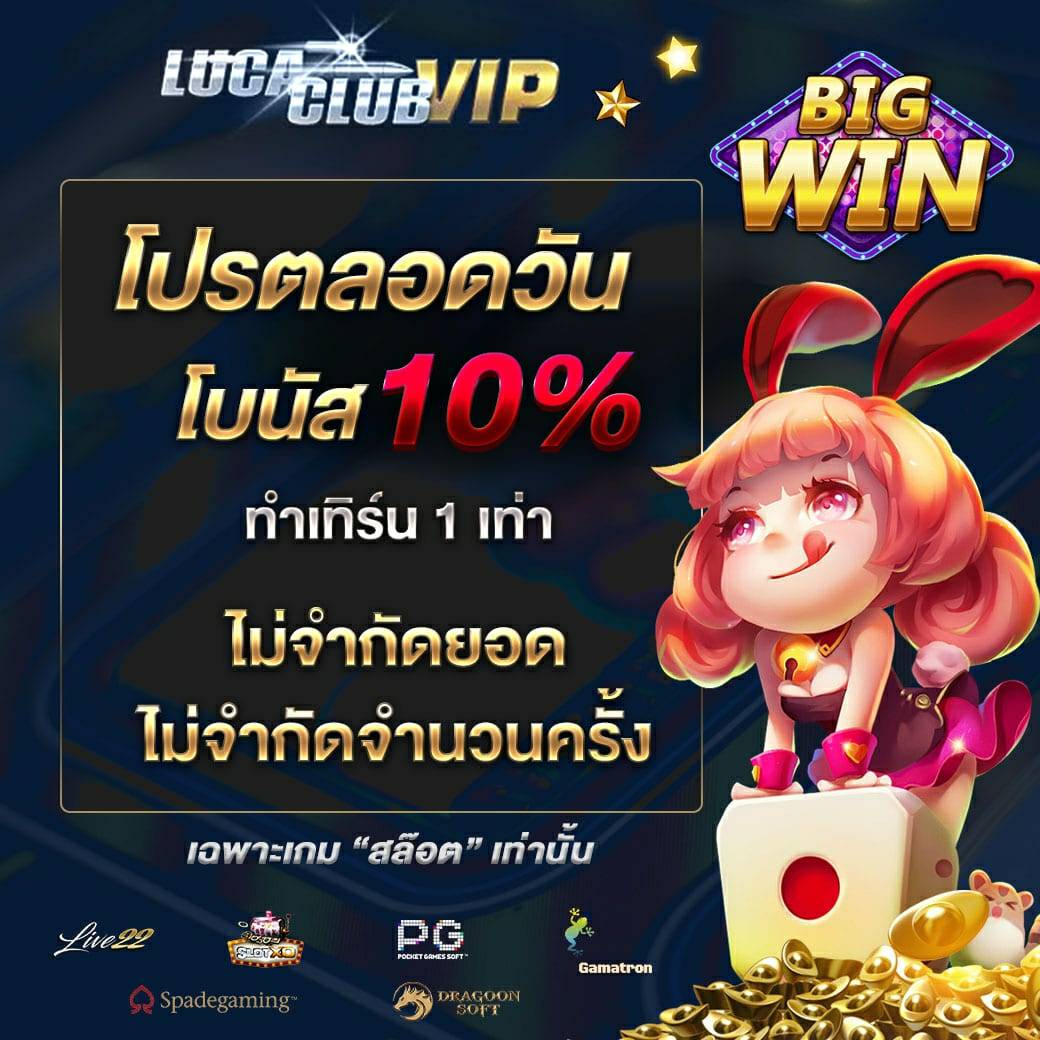 LUCA CLUB VIP
BIG
WIN
โปรตลอดวัน
โบนัส 10%
ทำเทิร์น 1 เท่า
ไม่จำกัดยอด
ไม่จำกัดจำนวนครั้ง
เฉพาะเกม “สล๊อต” เท่านั้น
Live22
SLOTXO
PG
POCKET GAMES SOFT™
Gamatron
Spadegaming™
DRAGOON
SOFT